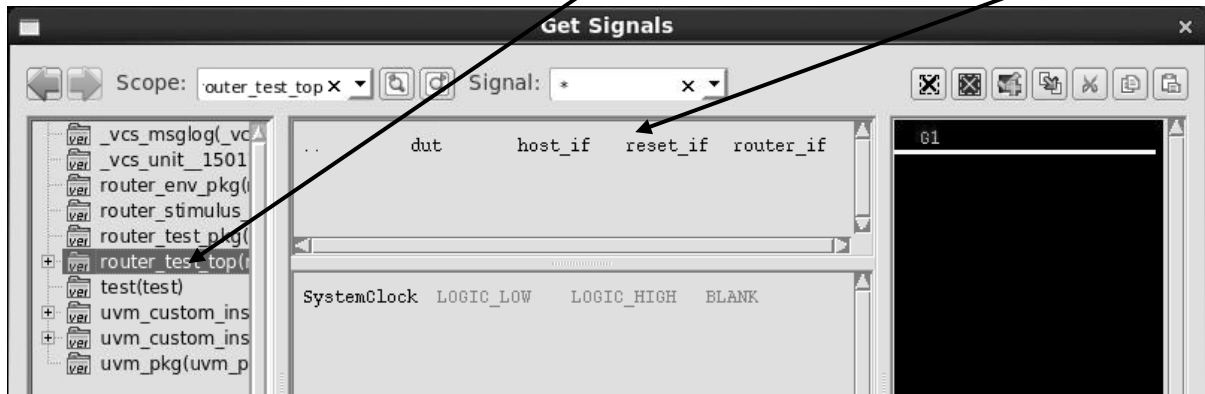 Get Signals
Scope: router_test_top Signal: *
_vcs_msglog(_vc
_vcs_unit__1501
router_env_pkg(
router_stimulus_
router_test_pkg(
router_test_top(
test(test)
uvm_custom_ins
uvm_custom_ins
uvm_pkg(uvm_p
.. dut host_if reset_if router_if
SystemClock LOGIC_LOW LOGIC_HIGH BLANK
G1